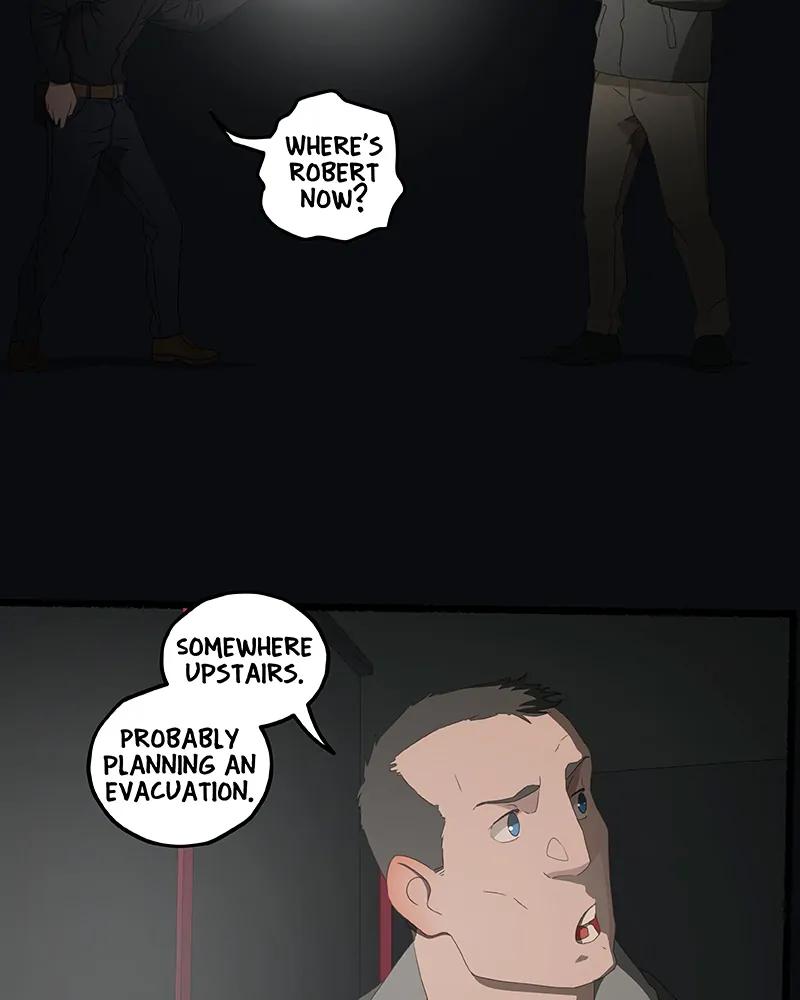 WHERE'S
ROBERT
NOW?
SOMEWHERE
UPSTAIRS.
PROBABLY
PLANNING AN
EVACUATION.